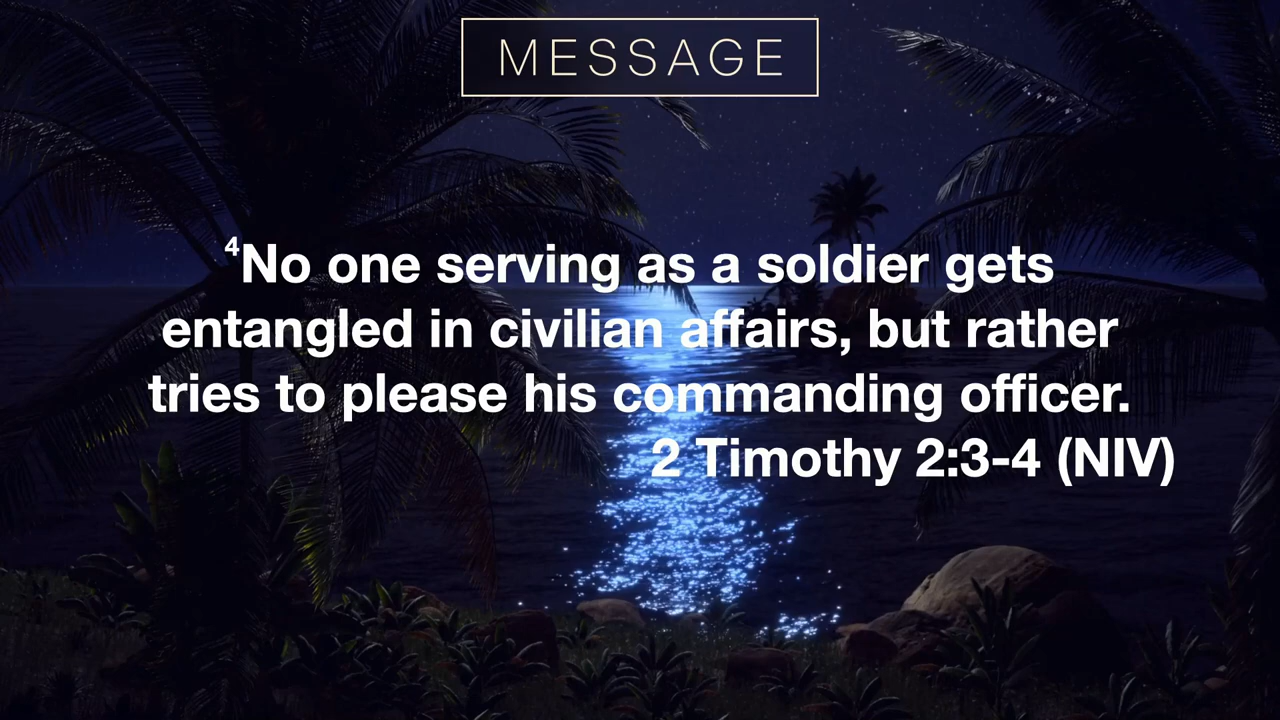 MESSAGE
⁴No one serving as a soldier gets
entangled in civilian affairs, but rather
tries to please his commanding officer.
2 Timothy 2:3-4 (NIV)